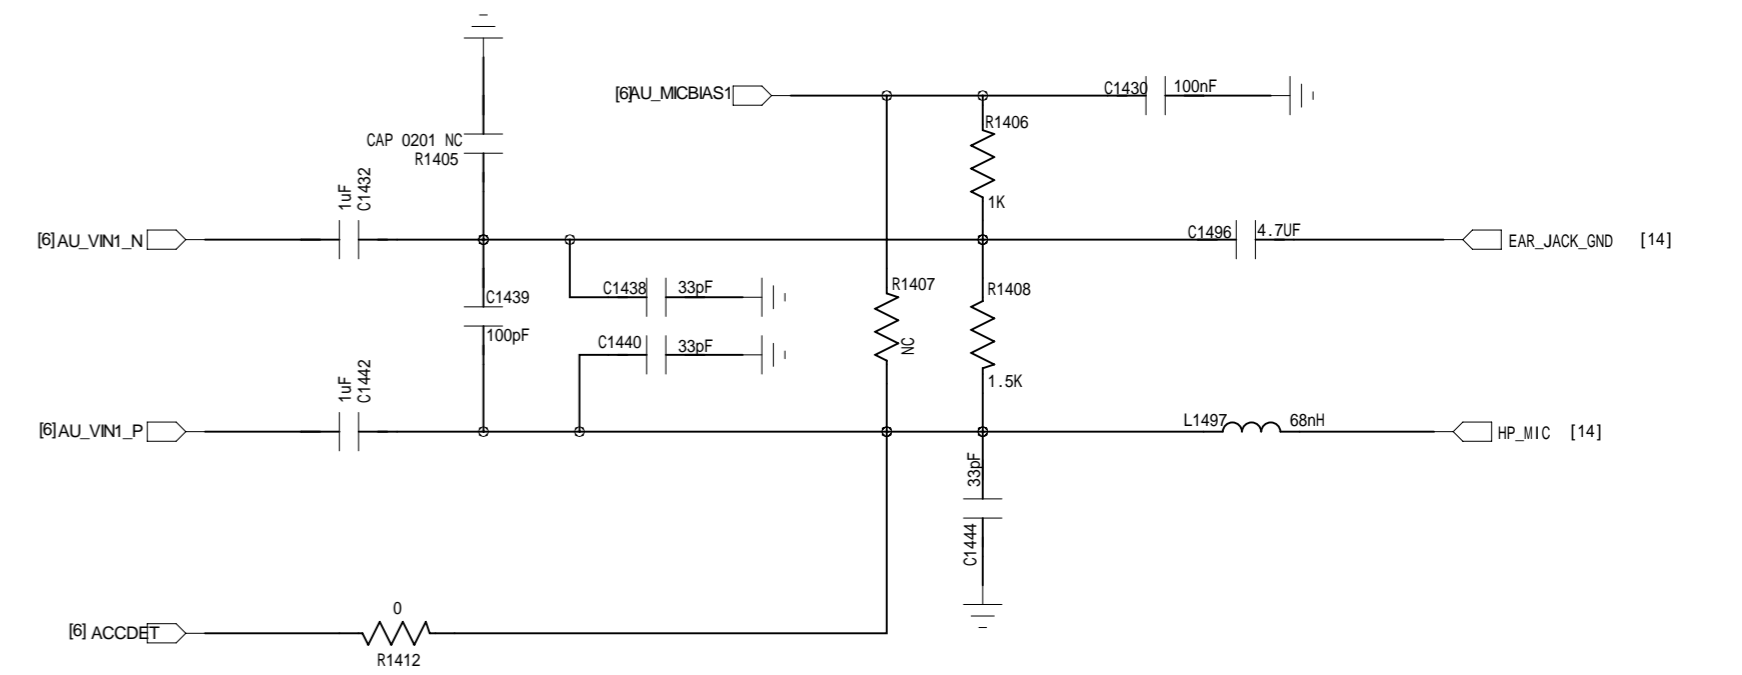 [6]AU_MICBIAS1
C1430
100nF
R1406
1K
CAP 0201 NC
R1405
1uF
C1432
[6] AU_VIN1_N
C1496
4.7UF
EAR_JACK_GND [14]
C1439
100pF
C1438
33pF
R1407
NC
R1408
1.5K
C1440
33pF
1uF
C1442
[6] AU_VIN1_P
L1497
68nH
HP_MIC [14]
33pF
C1444
[6] ACCDET
0
R1412